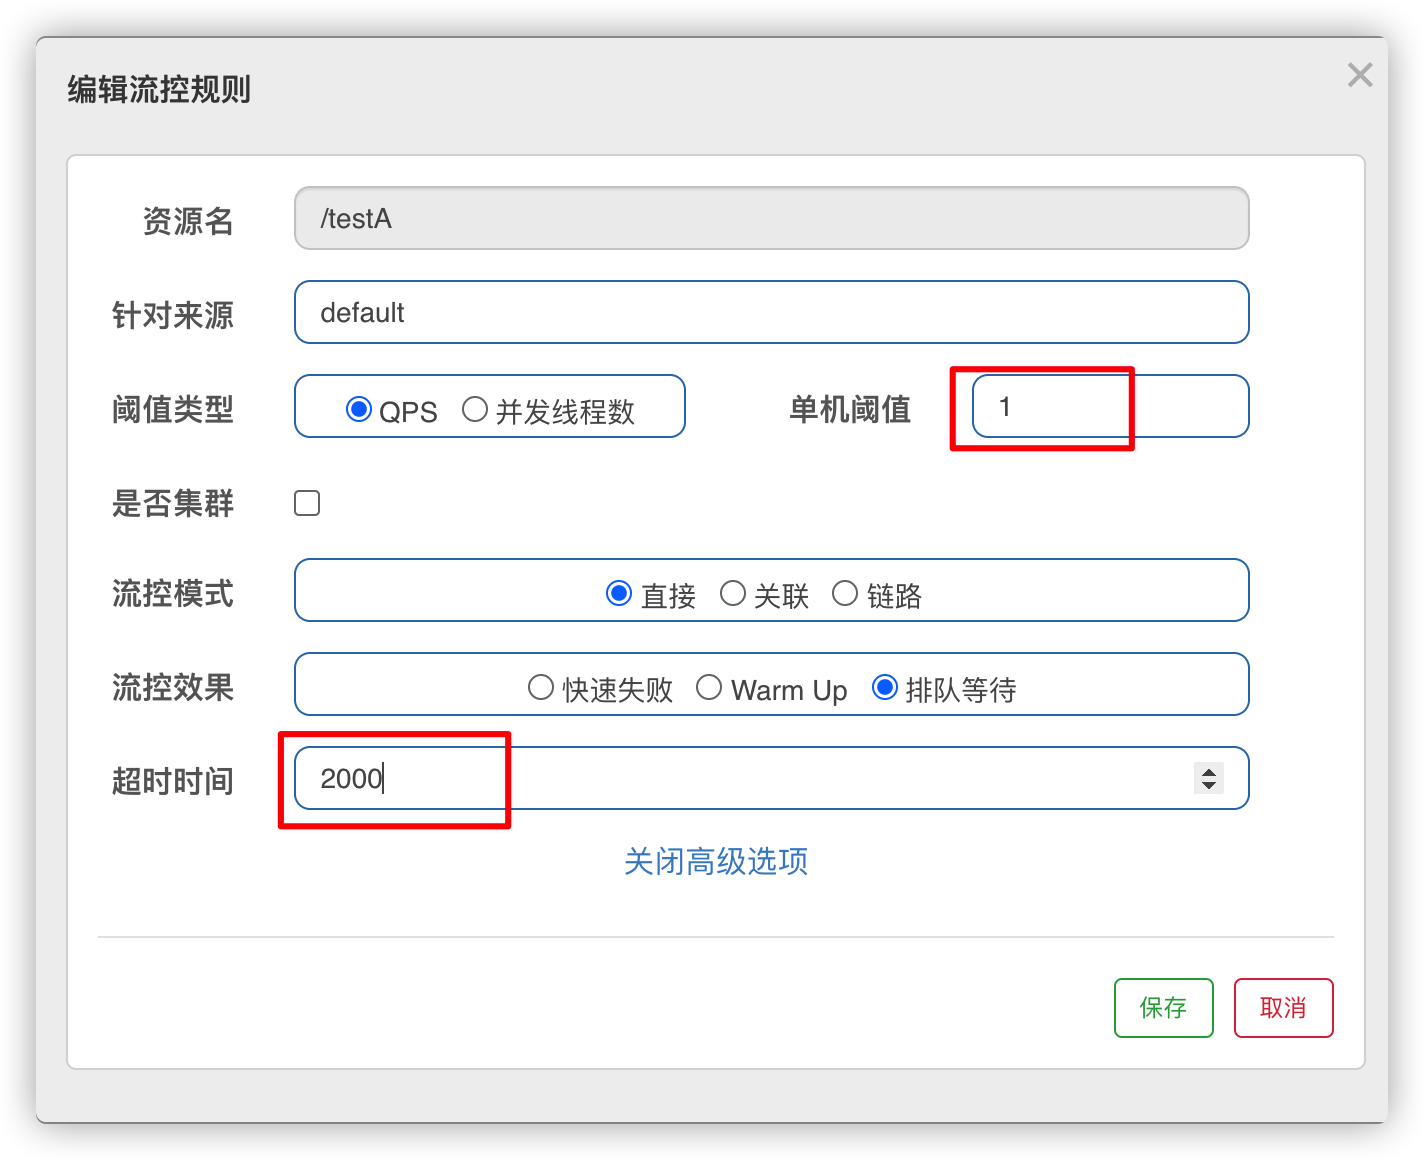 编辑流控规则
资源名 /testA
针对来源 default
阈值类型 QPS 并发线程数 单机阈值 1
是否集群
流控模式 直接 关联 链路
流控效果 快速失败 Warm Up 排队等待
超时时间 2000
关闭高级选项
保存 取消